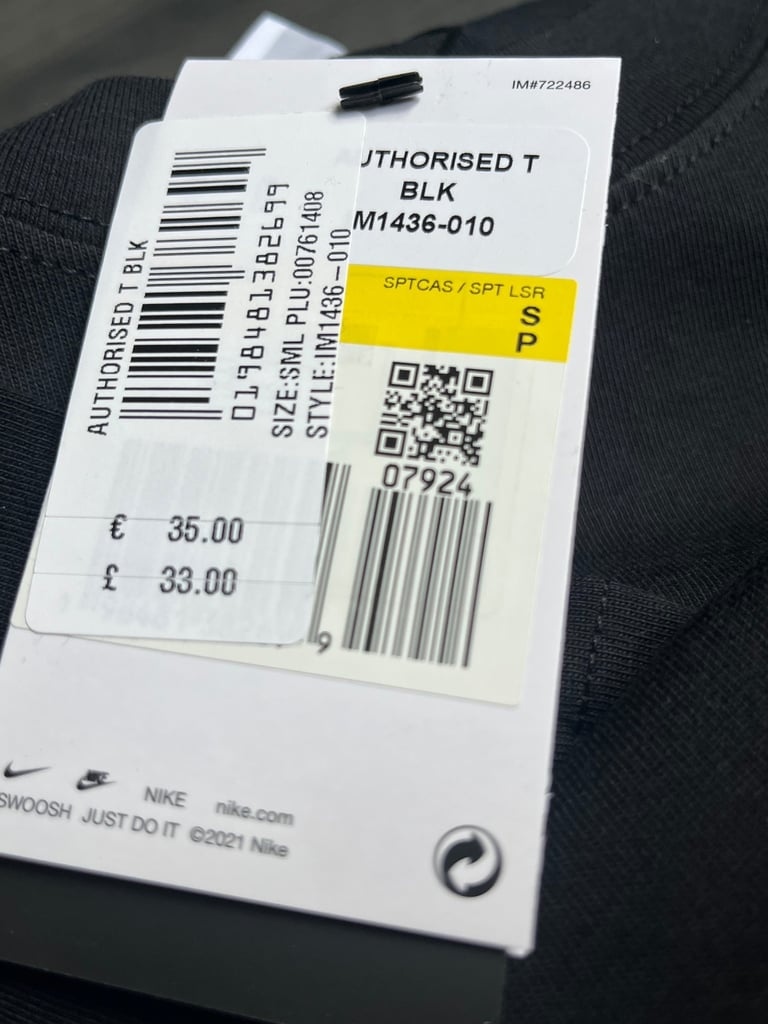 IM#722486
UTHORISED T
BLK
M1436-010
SPTCAS / SPT LSR
S
P
07924
9
AUTHORISED T BLK
0198481382699
SIZE:SML PLU:00761408
STYLE:IM1436-010
€ 35.00
£ 33.00
NIKE nike.com
SWOOSH JUST DO IT ©2021 Nike